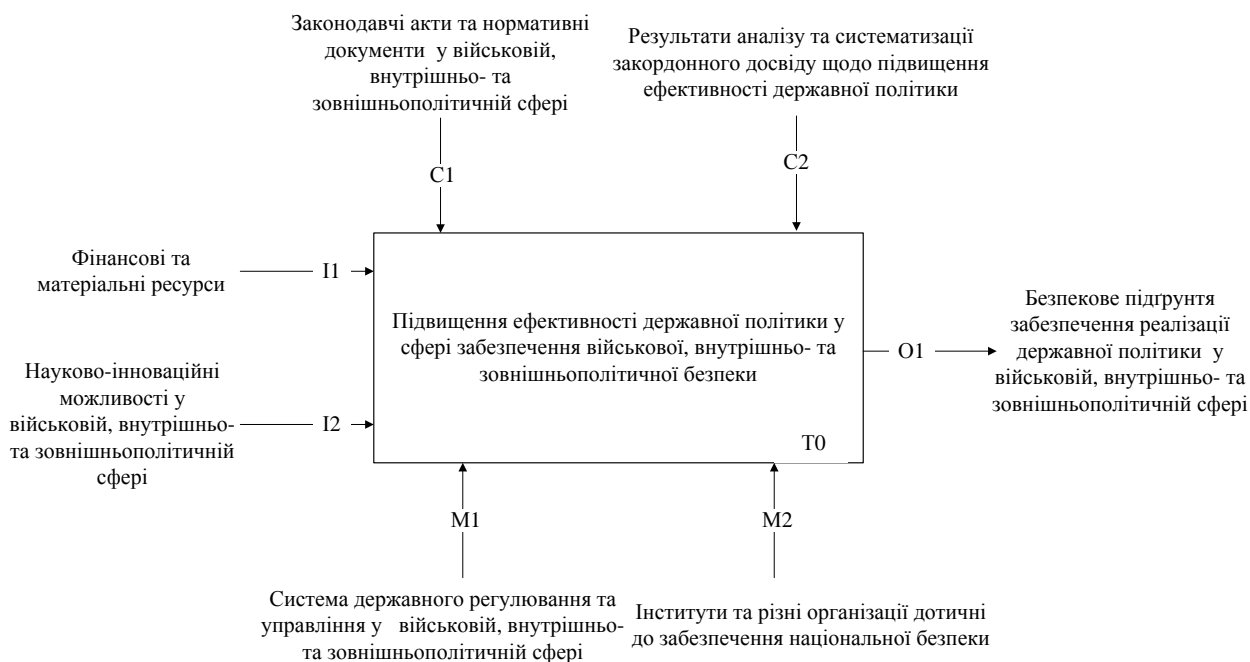 Законодавчі акти та нормативні
документи у військовій,
внутрішньо- та
зовнішньополітичній сфері
Результати аналізу та систематизації
закордонного досвіду щодо підвищення
ефективності державної політики
C1
C2
Фінансові та
матеріальні ресурси
I1
Науково-інноваційні
можливості у
військовій, внутрішньо-
та зовнішньополітичній
сфері
I2
Підвищення ефективності державної політики у
сфері забезпечення військової, внутрішньо- та
зовнішньополітичної безпеки
T0
O1
Безпекове підґрунтя
забезпечення реалізації
державної політики у
військовій, внутрішньо- та
зовнішньополітичній сфері
M1
M2
Система державного регулювання та
управління у військовій, внутрішньо-
та зовнішньополітичній сфері
Інститути та різні організації дотичні
до забезпечення національної безпеки